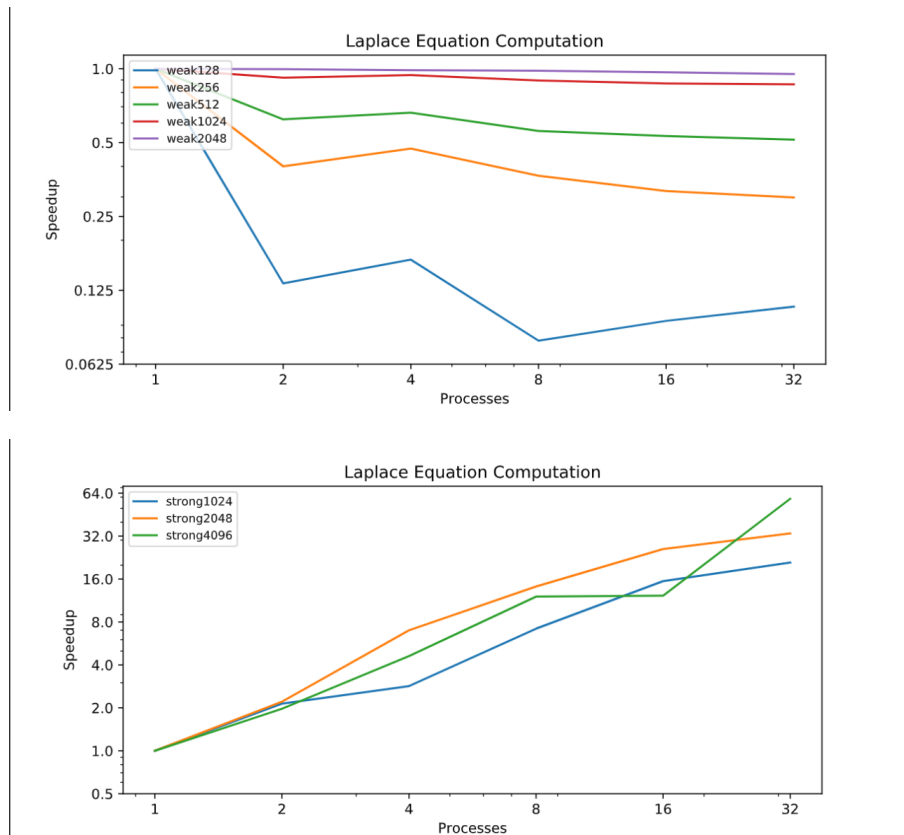 Laplace Equation Computation
1.0
0.5
0.25
0.125
0.0625
Speedup
weak128
weak256
weak512
weak1024
weak2048
1 2 4 8 16 32
Processes
Laplace Equation Computation
64.0
32.0
16.0
8.0
4.0
2.0
1.0
0.5
Speedup
strong1024
strong2048
strong4096
1 2 4 8 16 32
Processes